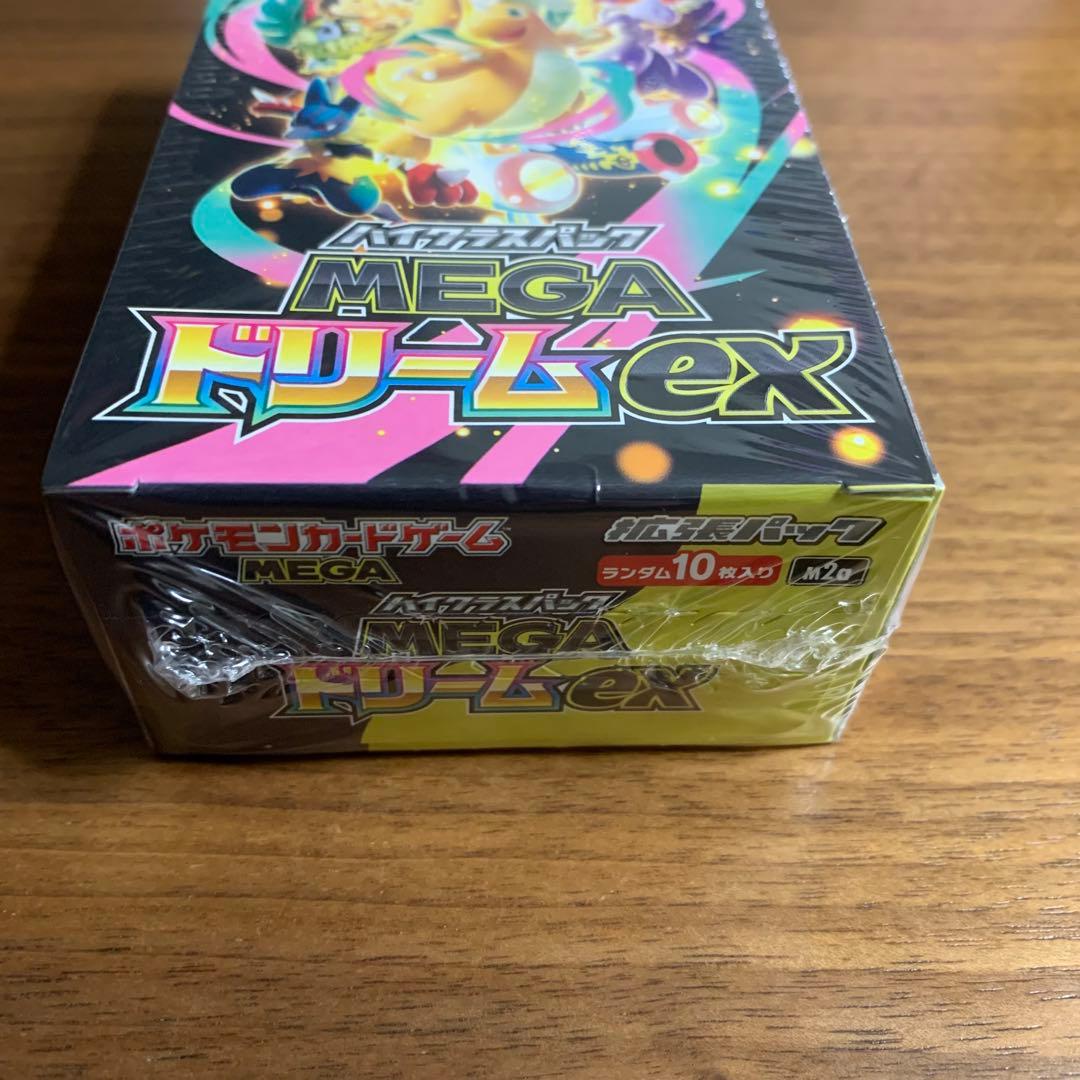 ハイクラスパック
MEGA
ドリームex
ポケモンカードゲーム™
MEGA
拡張パック
ランダム10枚入り
M2a
ハイクラスパック
MEGA
ドリームex